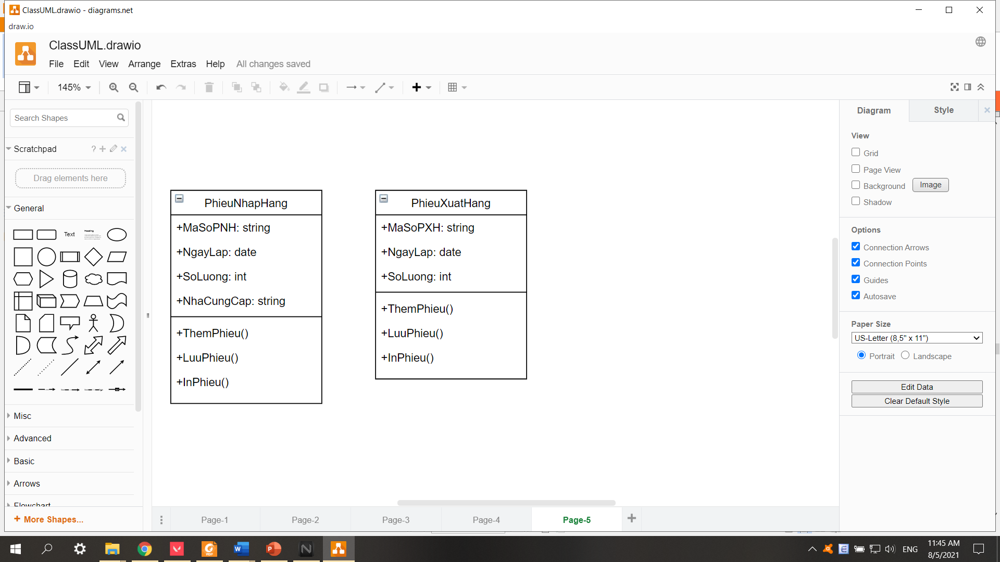 ClassUML.drawio - diagrams.net
draw.io
ClassUML.drawio
File Edit View Arrange Extras Help All changes saved
145%
Search Shapes
Scratchpad
?
Drag elements here
General
Text
Heading
Misc
Advanced
Basic
Arrows
Flowchart
+ More Shapes...
PhieuNhapHang
+MaSoPNH: string
+NgayLap: date
+SoLuong: int
+NhaCungCap: string
+ThemPhieu()
+LuuPhieu()
+InPhieu()
PhieuXuatHang
+MaSoPXH: string
+NgayLap: date
+SoLuong: int
+ThemPhieu()
+LuuPhieu()
+InPhieu()
Page-1 Page-2 Page-3 Page-4 Page-5
Diagram Style
View
Grid
Page View
Background Image
Shadow
Options
Connection Arrows
Connection Points
Guides
Autosave
Paper Size
US-Letter (8,5" x 11")
Portrait Landscape
Edit Data
Clear Default Style
ENG
11:45 AM
8/5/2021